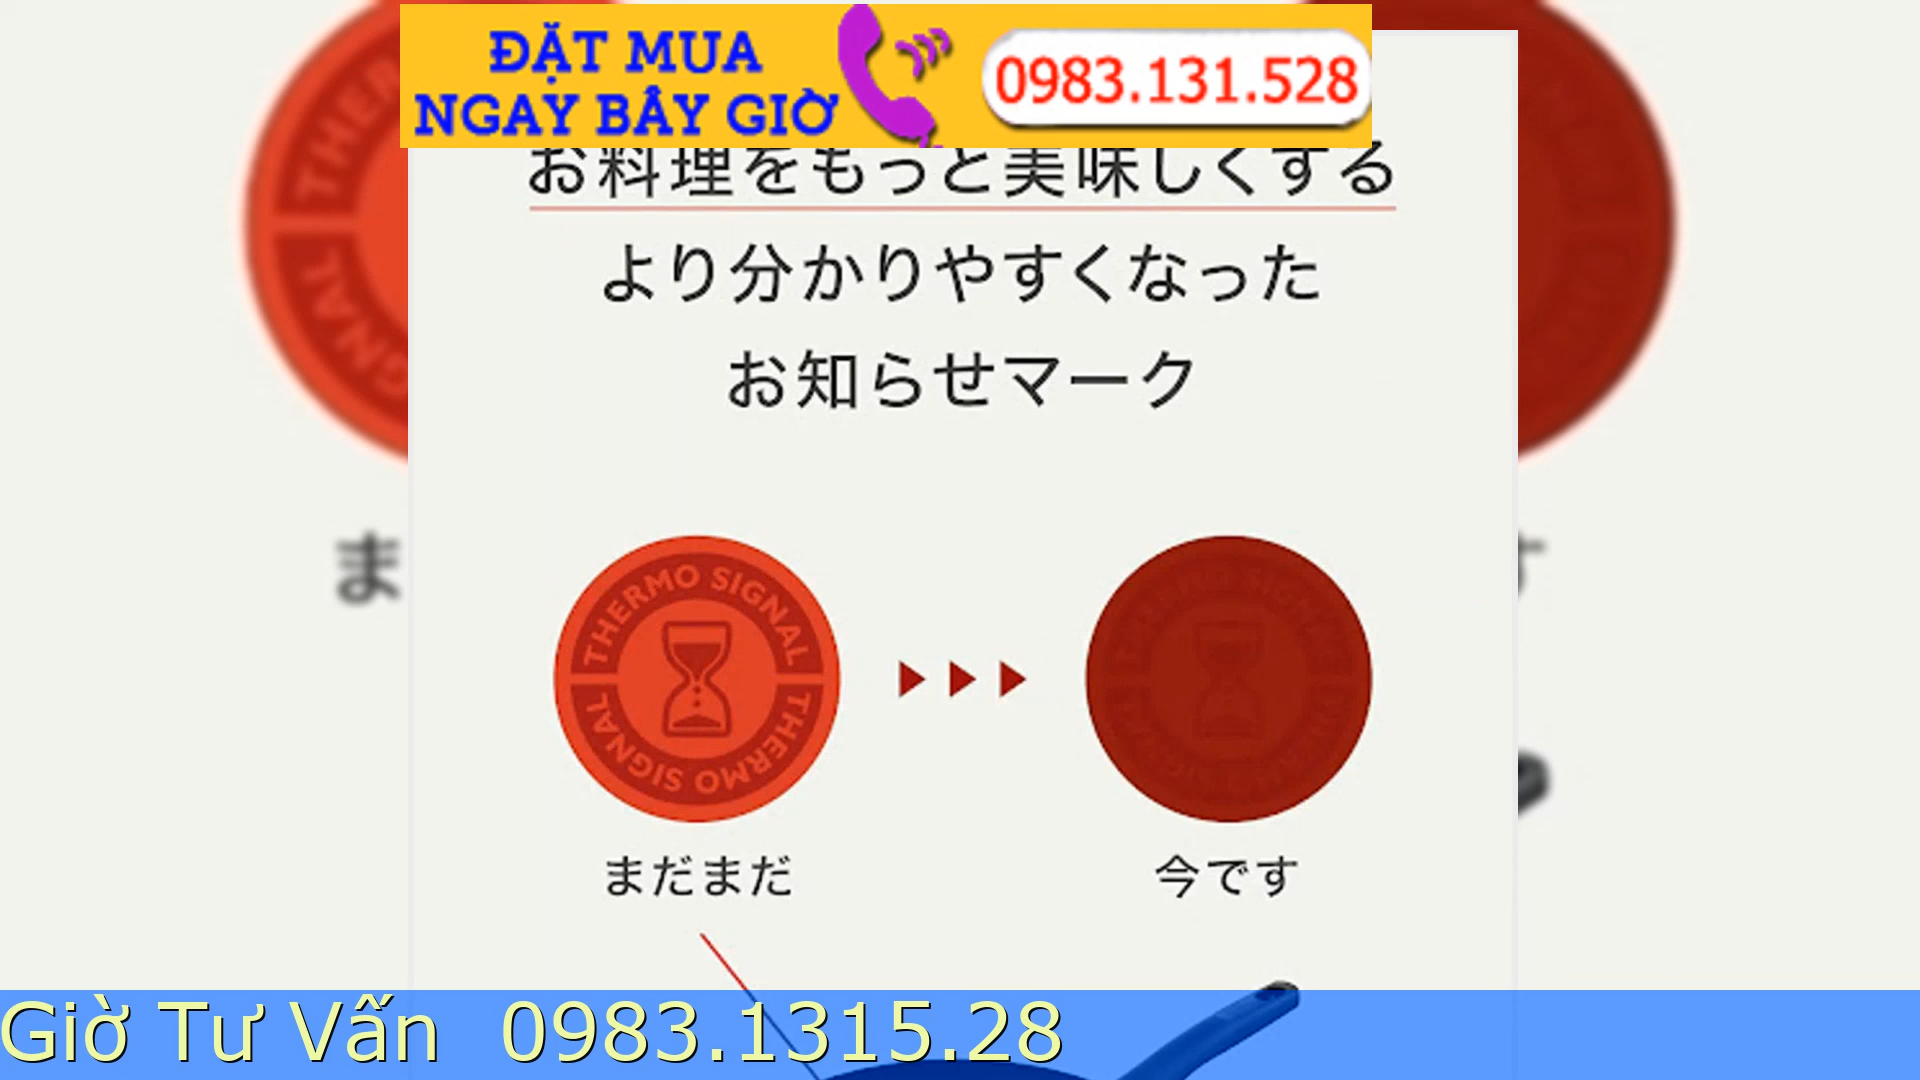 ĐẶT MUA
NGAY BÂY GIỜ
0983.131.528
お料理をもっと美味しくする
より分かりやすくなった
お知らせマーク
THERMO SIGNAL
THERMO SIGNAL
まだまだ
今です
Giờ Tư Vấn 0983.1315.28